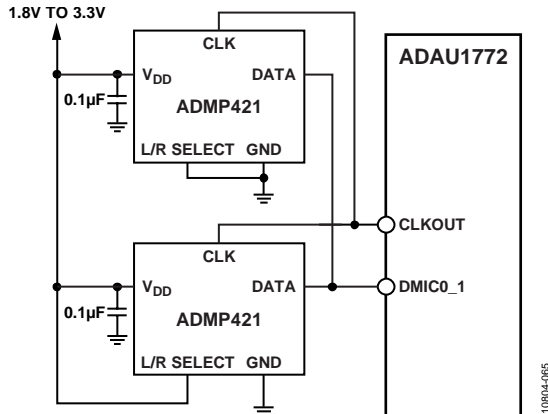 1.8V TO 3.3V
CLK
VDD
DATA
0.1µF
ADMP421
L/R SELECT GND
ADAU1772
CLKOUT
CLK
VDD
DATA
DMIC0_1
0.1µF
ADMP421
L/R SELECT GND
10804-065